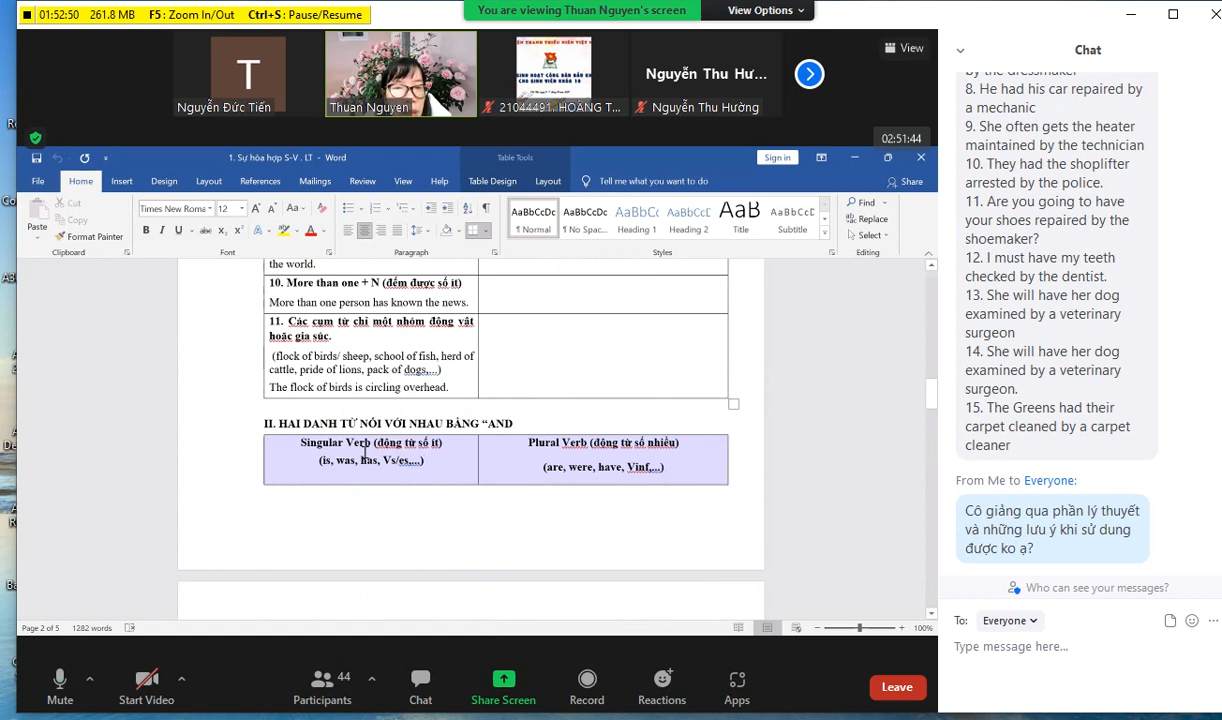 01:52:50 261.8 MB F5: Zoom In/Out Ctrl+S : Pause/Resume
You are viewing Thuan Nguyen's screen
View Options
T
Nguyễn Đức Tiến
Thuan Nguyen
21044491. HOÀNG T...
Nguyễn Thu Hư...
Nguyễn Thu Hường
View
02:51:44
1. Sự hòa hợp S-V . LT - Word
Table Tools
Sign in
File Home Insert Design Layout References Mailings Review View Help Table Design Layout Tell me what you want to do Share
Paste
Cut
Copy
Format Painter
Clipboard
Times New Roma
12
Font
Paragraph
AaBbCcDc AaBbCcDc AaBbCc AaBbCcC AaB AaBbCcC
¶ Normal ¶ No Spac... Heading 1 Heading 2 Title Subtitle
Styles
Find
Replace
Select
Editing
the world.
10. More than one + N (đếm được số ít)
More than one person has known the news.
11. Các cụm từ chỉ một nhóm động vật
hoặc gia súc.
(flock of birds/ sheep, school of fish, herd of
cattle, pride of lions, pack of dogs,...)
The flock of birds is circling overhead.
II. HAI DANH TỪ NỐI VỚI NHAU BẰNG “AND
Singular Verb (động từ số ít)
(is, was, has, Vs/es,...)
Plural Verb (động từ số nhiều)
(are, were, have, Vinf,...)
Page 2 of 5 1282 words
100%
Mute
Start Video
44
Participants
Chat
Share Screen
Record
Reactions
Apps
Leave
Chat
by the dressmaker
8. He had his car repaired by
a mechanic
9. She often gets the heater
maintained by the technician
10. They had the shoplifter
arrested by the police.
11. Are you going to have
your shoes repaired by the
shoemaker?
12. I must have my teeth
checked by the dentist.
13. She will have her dog
examined by a veterinary
surgeon
14. She will have her dog
examined by a veterinary
surgeon.
15. The Greens had their
carpet cleaned by a carpet
cleaner
From Me to Everyone:
Cô giảng qua phần lý thuyết
và những lưu ý khi sử dung
được ko ạ?
Who can see your messages?
To: Everyone
Type message here...